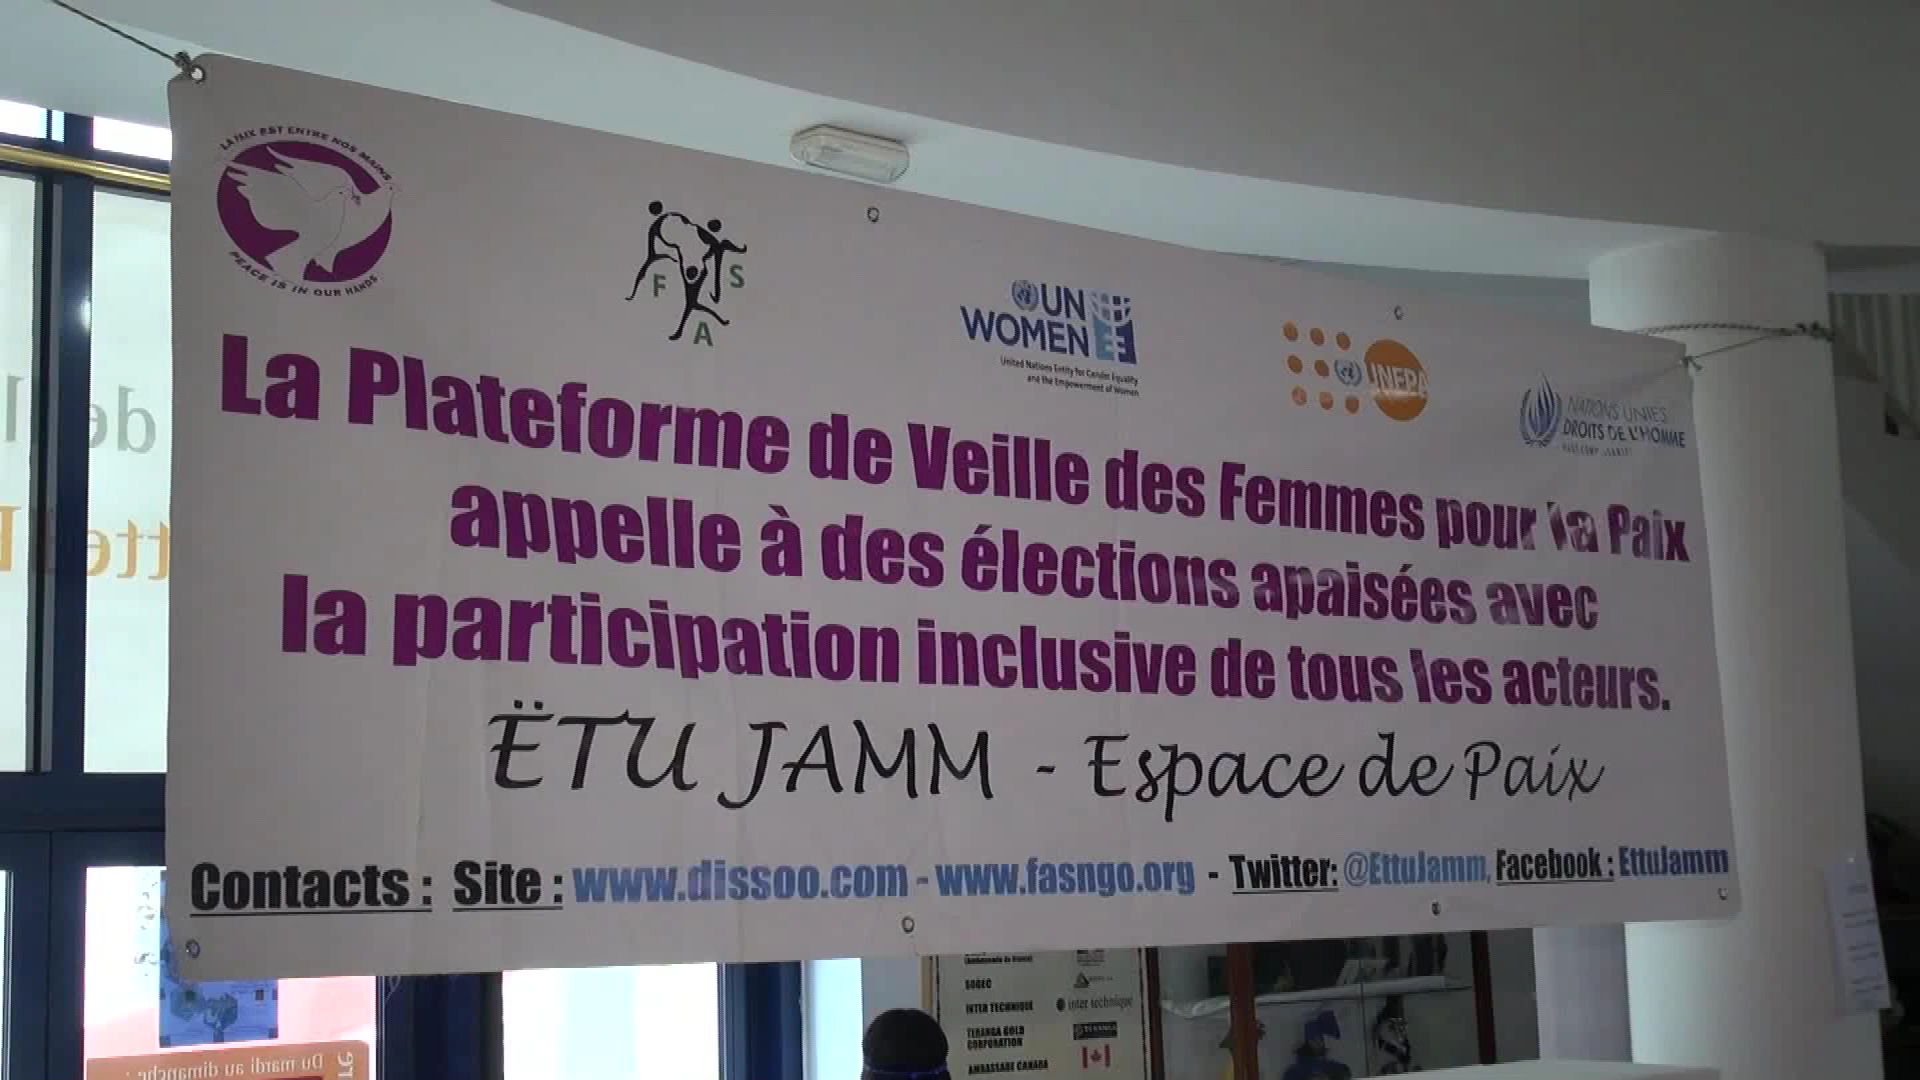 LA PAIX EST ENTRE NOS MAINS
PEACE IS IN OUR HANDS
F S
A
UN
WOMEN
United Nations Entity for Gender Equality
and the Empowerment of Women
UNFPA
NATIONS UNIES
DROITS DE L'HOMME
La Plateforme de Veille des Femmes pour la Paix
appelle à des élections apaisées avec
la participation inclusive de tous les acteurs.
ËTU JAMM - Espace de Paix
Contacts : Site : www.dissoo.com - www.fasngo.org - Twitter: @EttuJamm, Facebook : EttuJamm
SOGEC
INTER TECHNIQUE inter technique
TERANGA GOLD
CORPORATION TERANGA
AMBASSADE CANADA
Du mardi au dimanche :